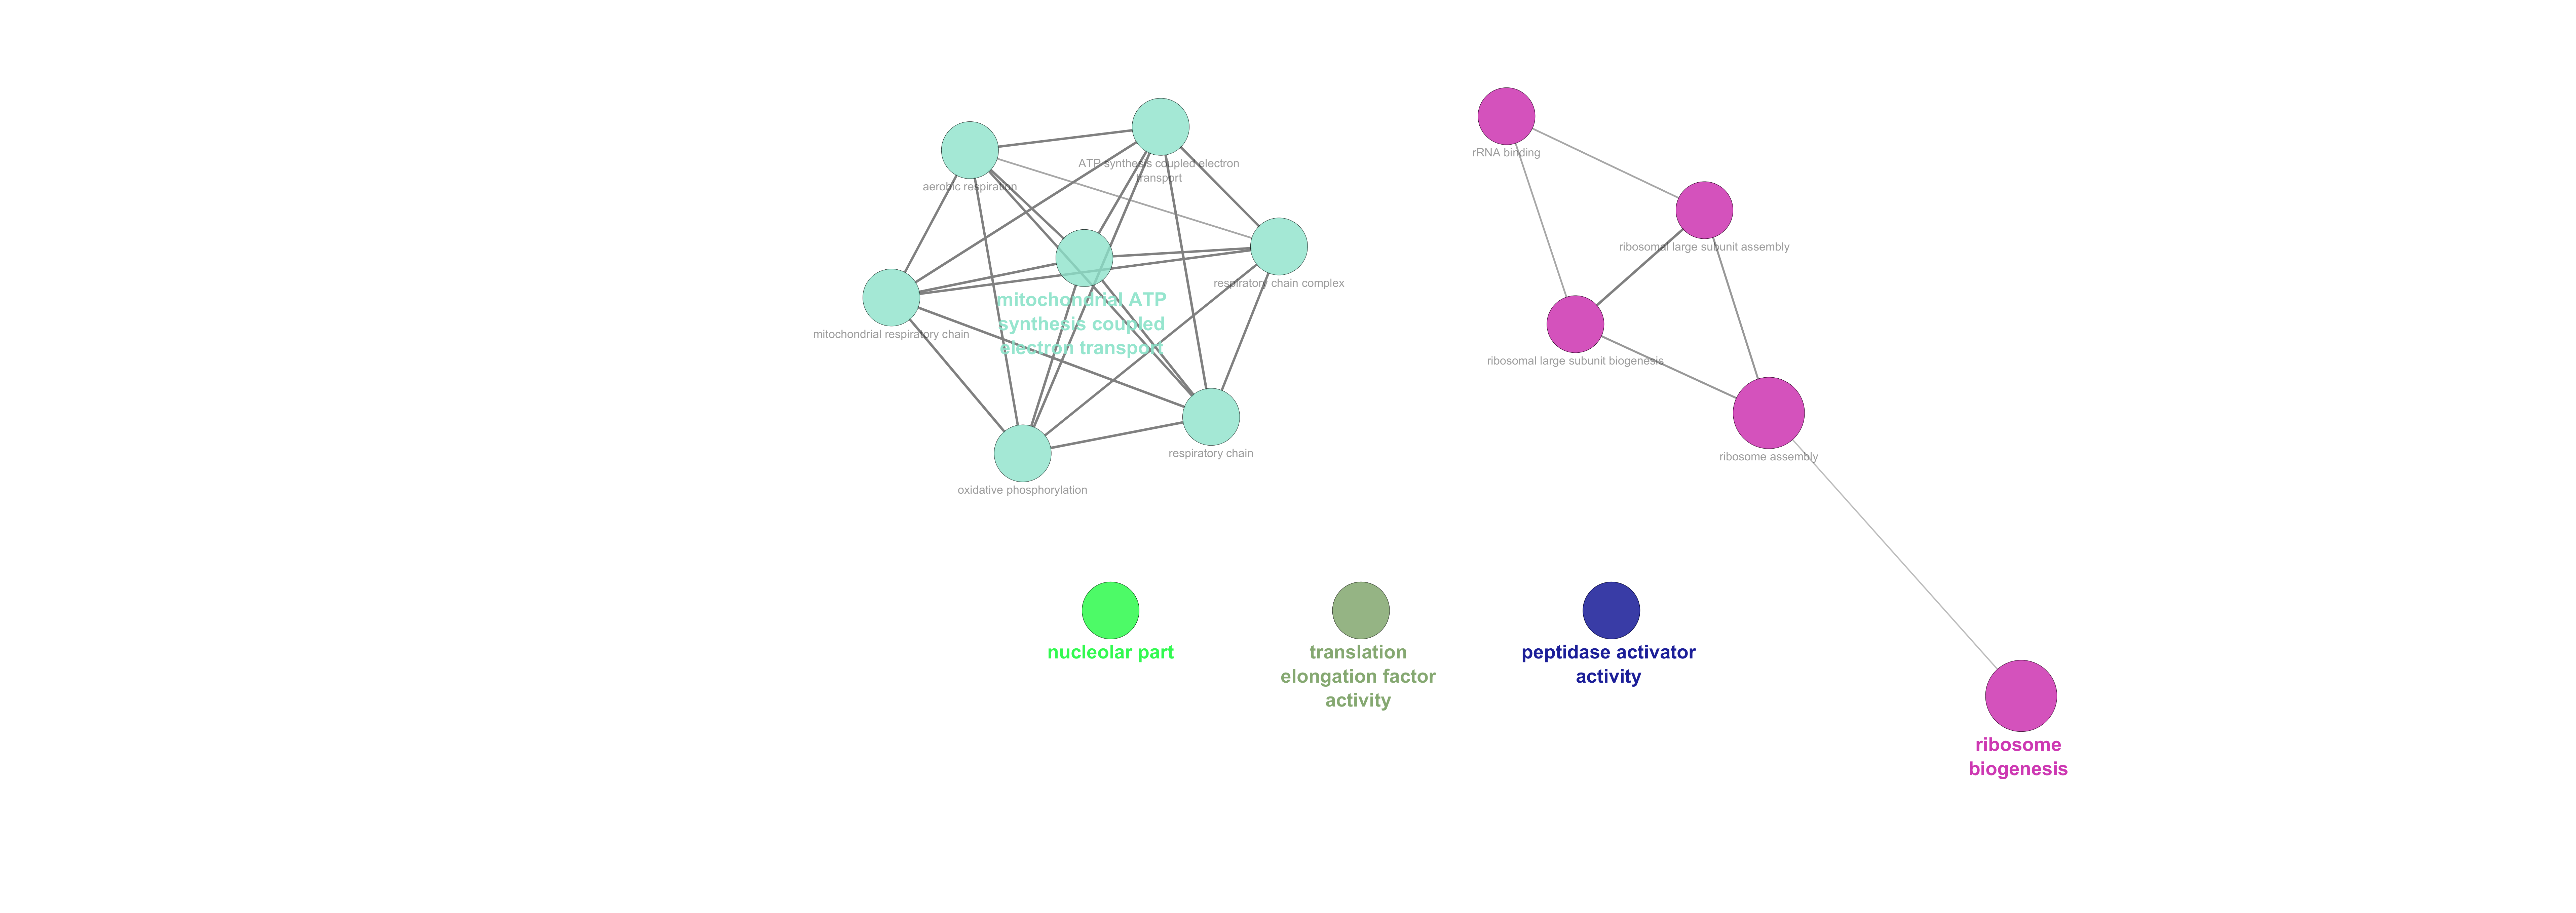 ATP synthesis coupled electron
transport
aerobic respiration
respiratory chain complex
mitochondrial ATP
synthesis coupled
electron transport
mitochondrial respiratory chain
respiratory chain
oxidative phosphorylation
rRNA binding
ribosomal large subunit assembly
ribosomal large subunit biogenesis
ribosome assembly
nucleolar part
translation
elongation factor
activity
peptidase activator
activity
ribosome
biogenesis